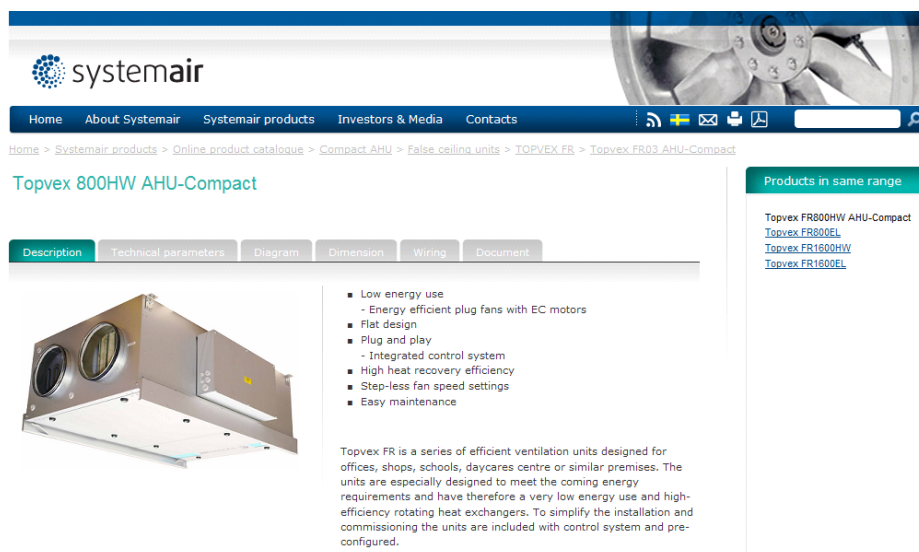 systemair
Home About Systemair Systemair products Investors & Media Contacts
Home > Systemair products > Online product catalogue > Compact AHU > False ceiling units > TOPVEX FR > Topvex FR03 AHU-Compact
Topvex 800HW AHU-Compact
Description Technical parameters Diagram Dimension Wiring Document
▪ Low energy use
- Energy efficient plug fans with EC motors
▪ Flat design
▪ Plug and play
- Integrated control system
▪ High heat recovery efficiency
▪ Step-less fan speed settings
▪ Easy maintenance
Topvex FR is a series of efficient ventilation units designed for
offices, shops, schools, daycares centre or similar premises. The
units are especially designed to meet the coming energy
requirements and have therefore a very low energy use and high-
efficiency rotating heat exchangers. To simplify the installation and
commissioning the units are included with control system and pre-
configured.
Products in same range
Topvex FR800HW AHU-Compact
Topvex FR800EL
Topvex FR1600HW
Topvex FR1600EL